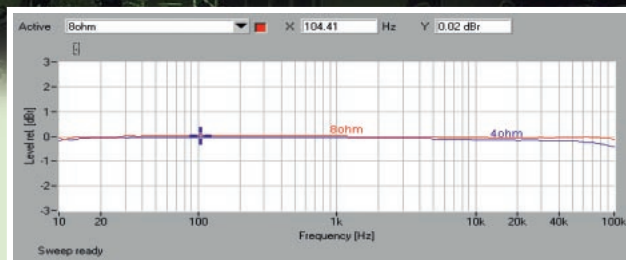 Active 8ohm X 104.41 Hz Y 0.02 dBr
3
2
1
0
-1
-2
-3
Level rel. [dBr]
8ohm
4ohm
10 20 100 1k 10k 20k 40k 100k
Frequency [Hz]
Sweep ready